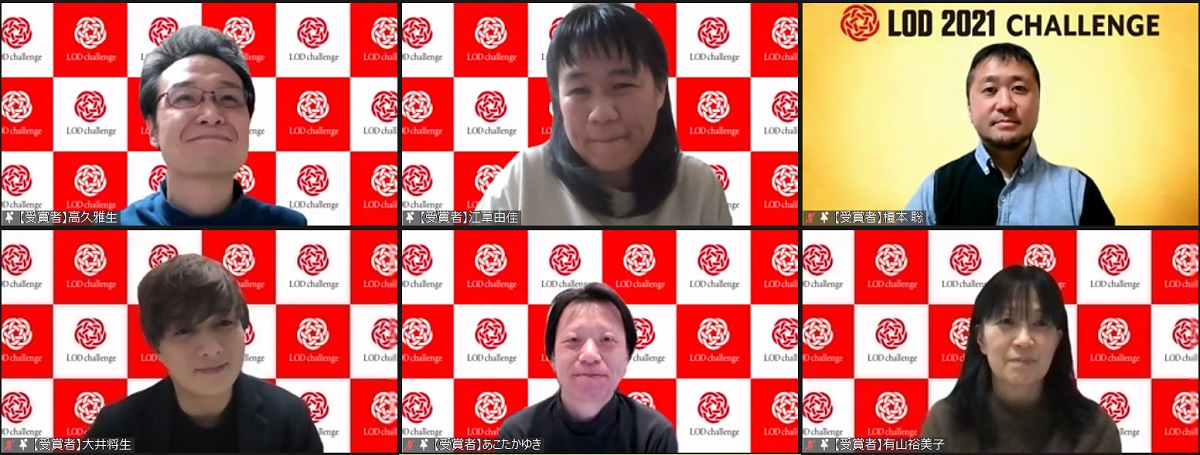 LOD 2021 CHALLENGE
LOD challenge
【受賞者】高久雅生
【受賞者】江草由佳
【受賞者】榎本 聡
【受賞者】大井将生
【受賞者】あこたかゆき
【受賞者】有山裕美子